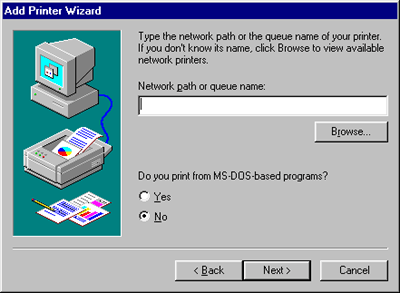 Add Printer Wizard
Type the network path or the queue name of your printer.
If you don't know its name, click Browse to view available
network printers.
Network path or queue name:
Browse...
Do you print from MS-DOS-based programs?
Yes
No
< Back
Next >
Cancel